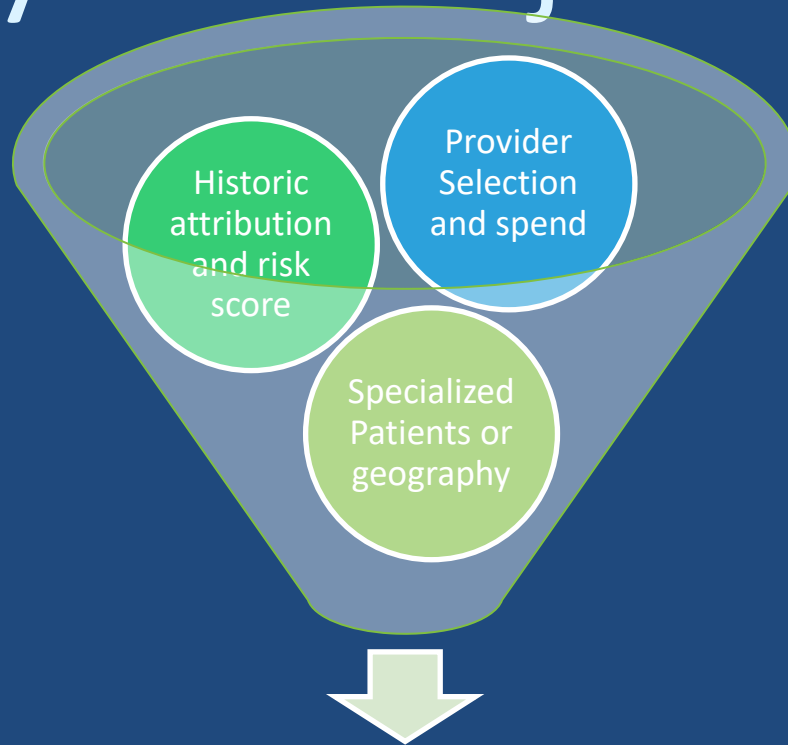 Provider
Selection
and spend
Historic
attribution
and risk
score
Specialized
Patients or
geography